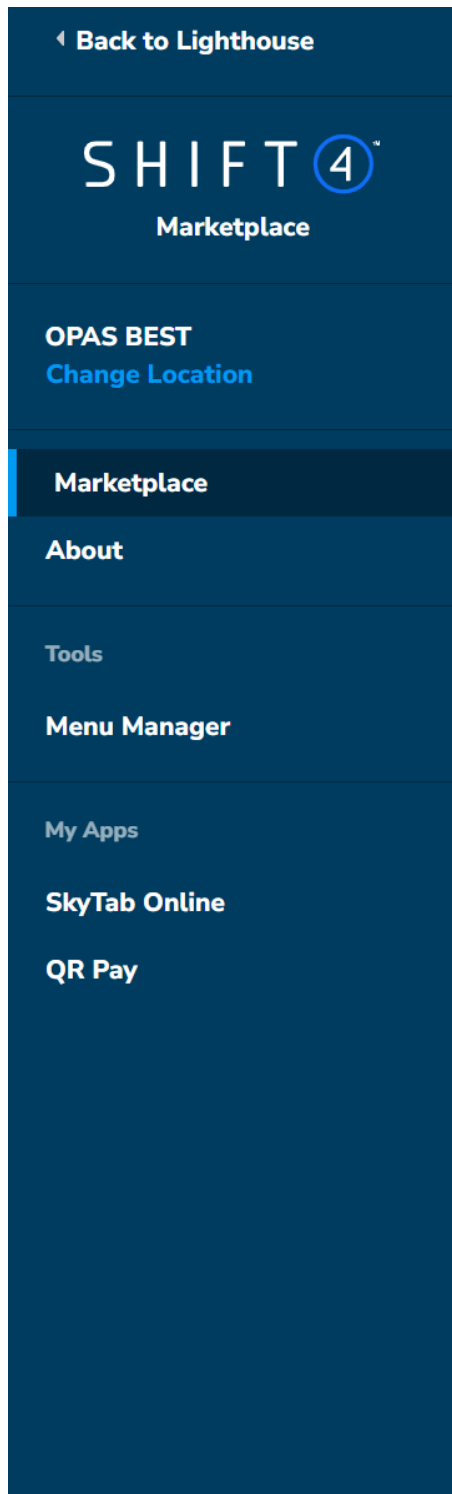 Back to Lighthouse
SHIFT4™
Marketplace
OPAS BEST
Change Location
Marketplace
About
Tools
Menu Manager
My Apps
SkyTab Online
QR Pay